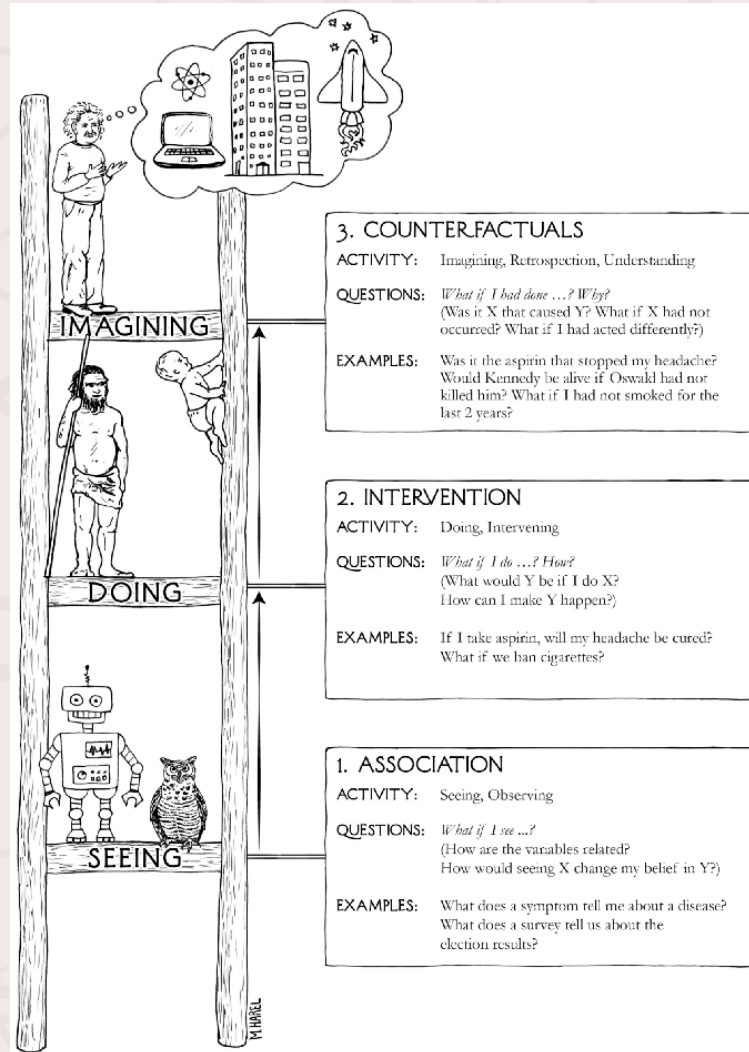 3. COUNTERFACTUALS
ACTIVITY: Imagining, Retrospection, Understanding
QUESTIONS: What if I had done ...? Why?
(Was it X that caused Y? What if X had not
occurred? What if I had acted differently?)
EXAMPLES: Was it the aspirin that stopped my headache?
Would Kennedy be alive if Oswald had not
killed him? What if I had not smoked for the
last 2 years?
IMAGINING
2. INTERVENTION
ACTIVITY: Doing, Intervening
QUESTIONS: What if I do ...? How?
(What would Y be if I do X?
How can I make Y happen?)
EXAMPLES: If I take aspirin, will my headache be cured?
What if we ban cigarettes?
DOING
1. ASSOCIATION
ACTIVITY: Seeing, Observing
QUESTIONS: What if I see ...?
(How are the variables related?
How would seeing X change my belief in Y?)
EXAMPLES: What does a symptom tell me about a disease?
What does a survey tell us about the
election results?
SEEING
M. HAREL